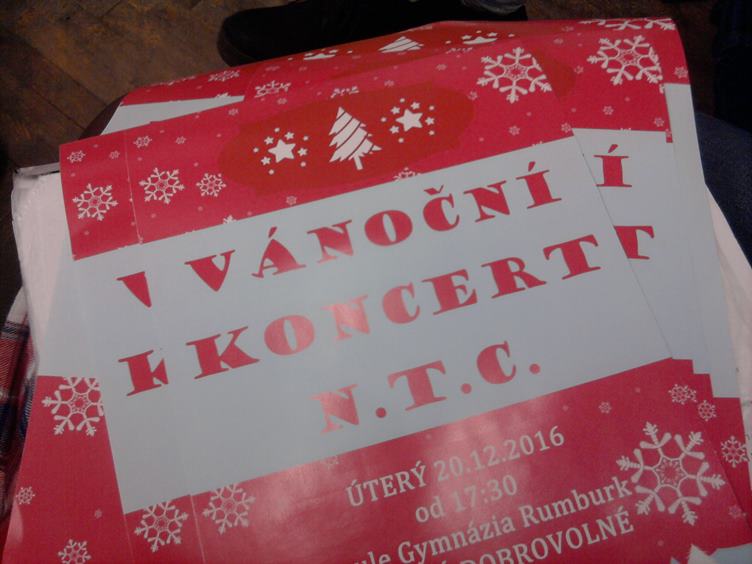 VÁNOČNÍ
KONCERT
N.T.C.
ÚTERÝ 20.12.2016
od 17:30
Gymnázia Rumburk
DOBROVOLNÉ